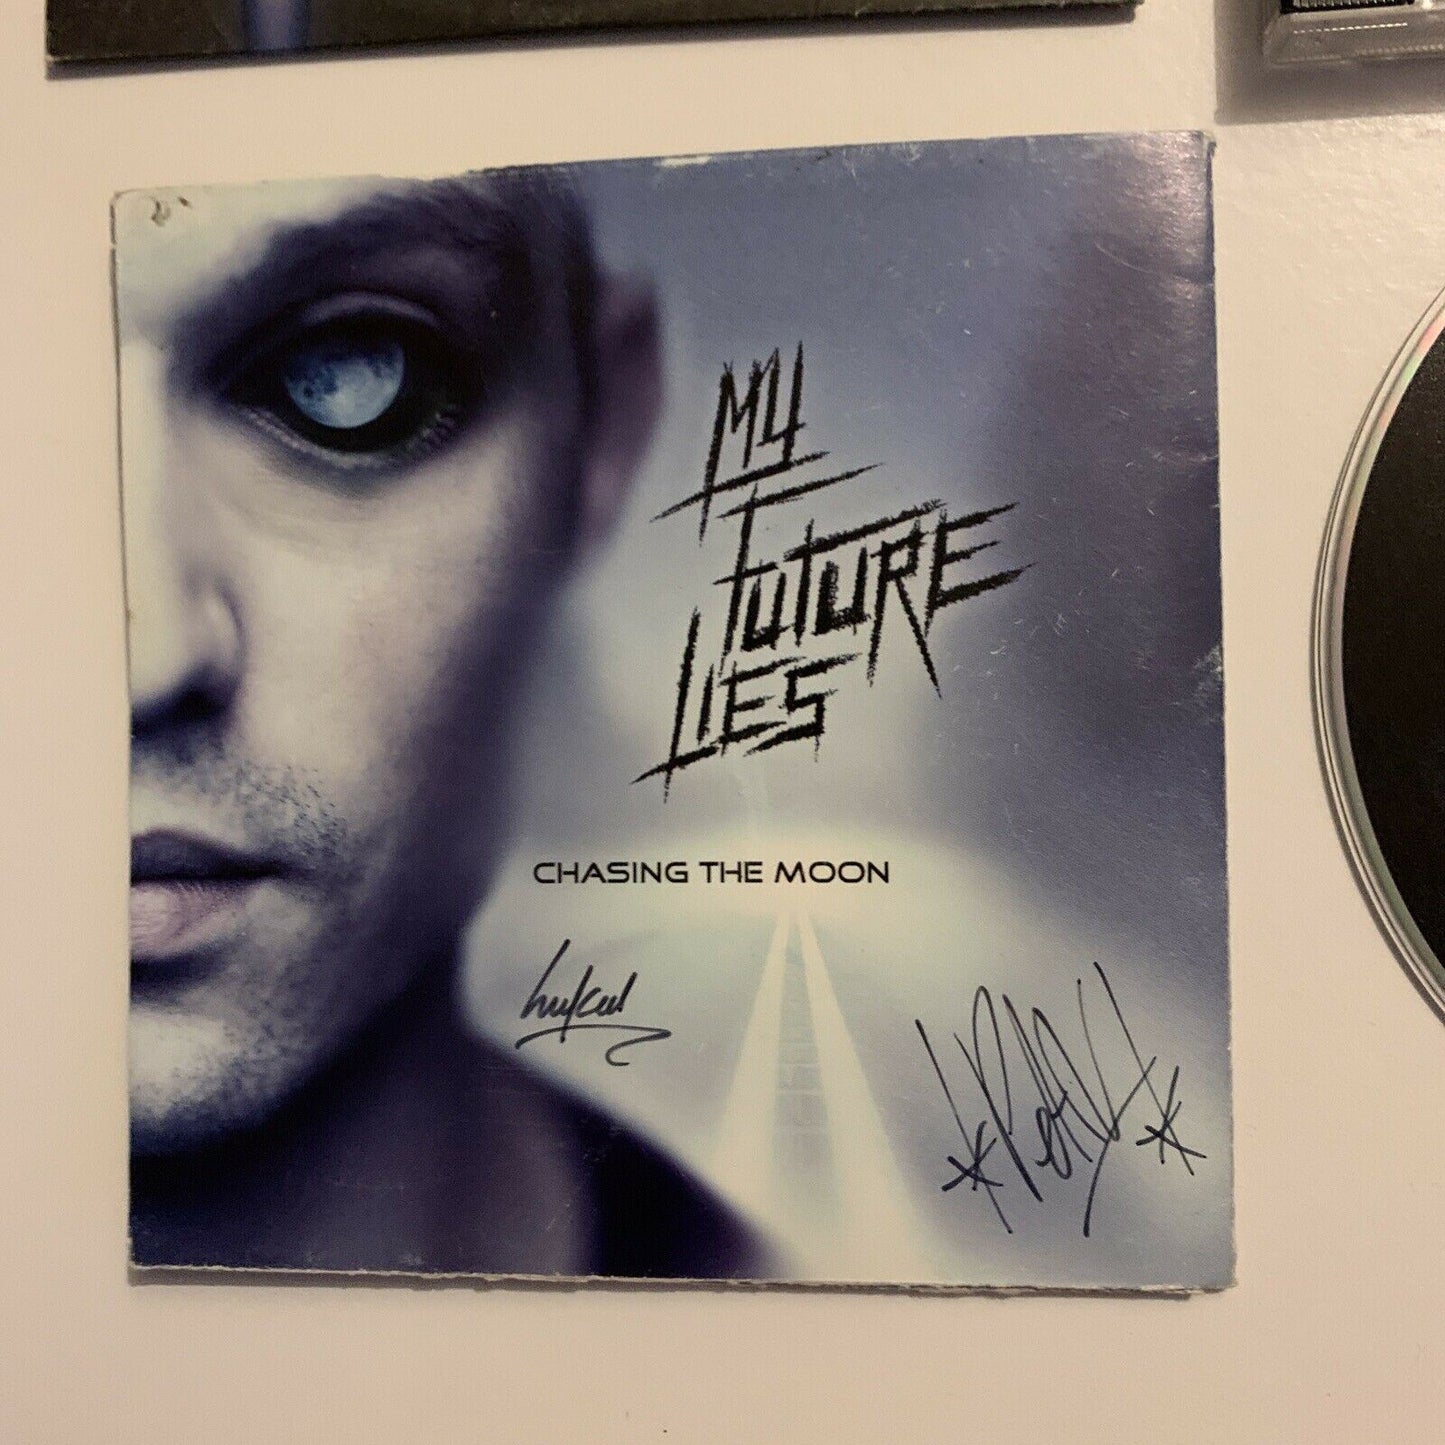 MY
FUTURE
LIES
CHASING THE MOON